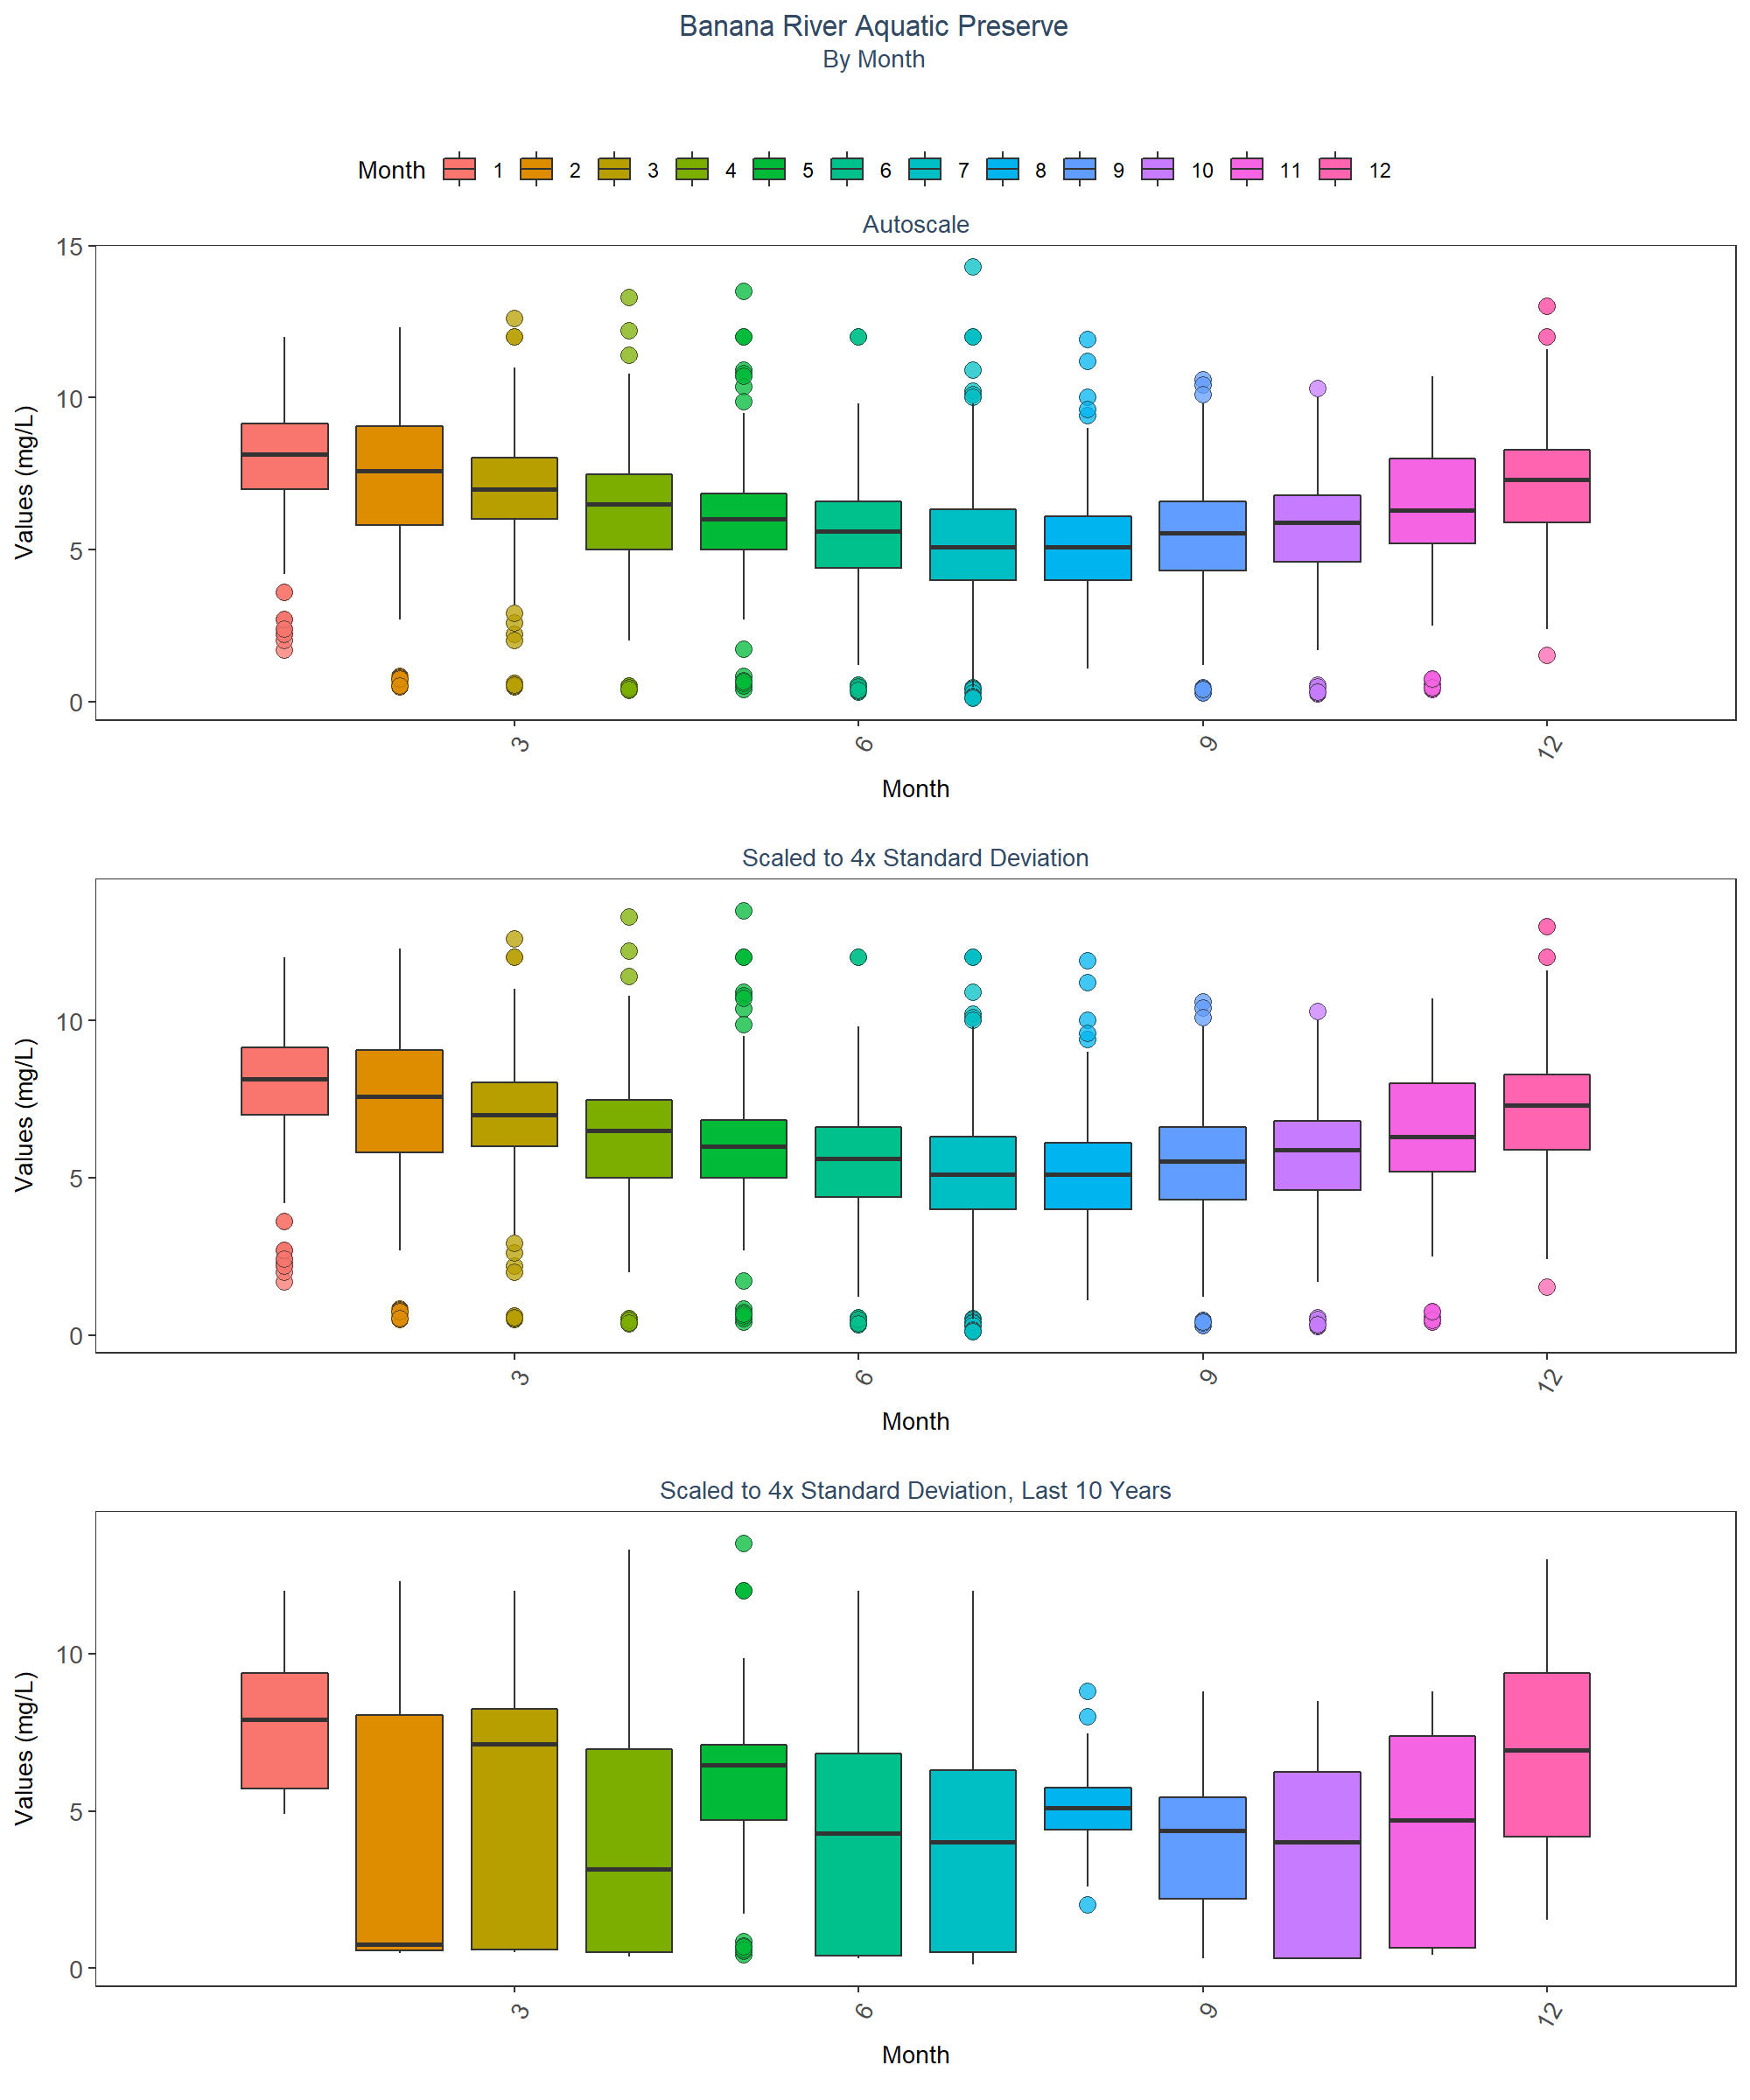 Banana River Aquatic Preserve
By Month
Month 1 2 3 4 5 6 7 8 9 10 11 12
Autoscale
15
10
5
0
Values (mg/L)
3 6 9 12
Month
Scaled to 4x Standard Deviation
10
5
0
Values (mg/L)
3 6 9 12
Month
Scaled to 4x Standard Deviation, Last 10 Years
10
5
0
Values (mg/L)
3 6 9 12
Month